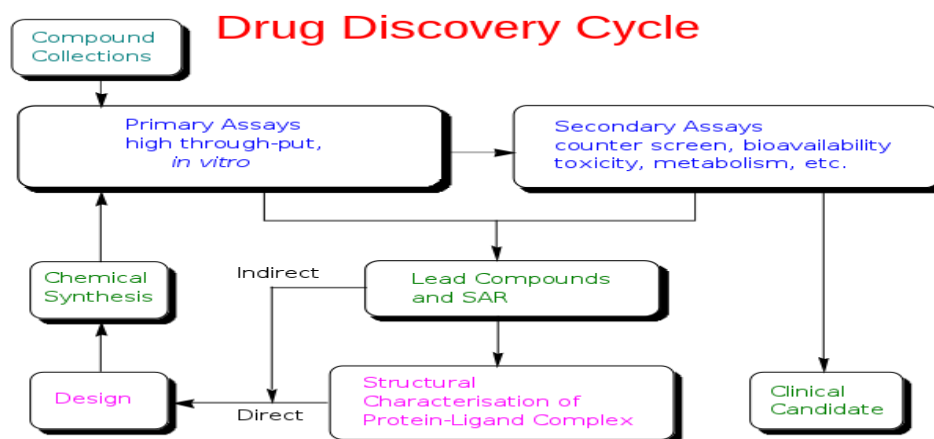 Drug Discovery Cycle
Compound
Collections
Primary Assays
high through-put,
in vitro
Secondary Assays
counter screen, bioavailability
toxicity, metabolism, etc.
Chemical
Synthesis
Indirect
Lead Compounds
and SAR
Design
Direct
Structural
Characterisation of
Protein-Ligand Complex
Clinical
Candidate